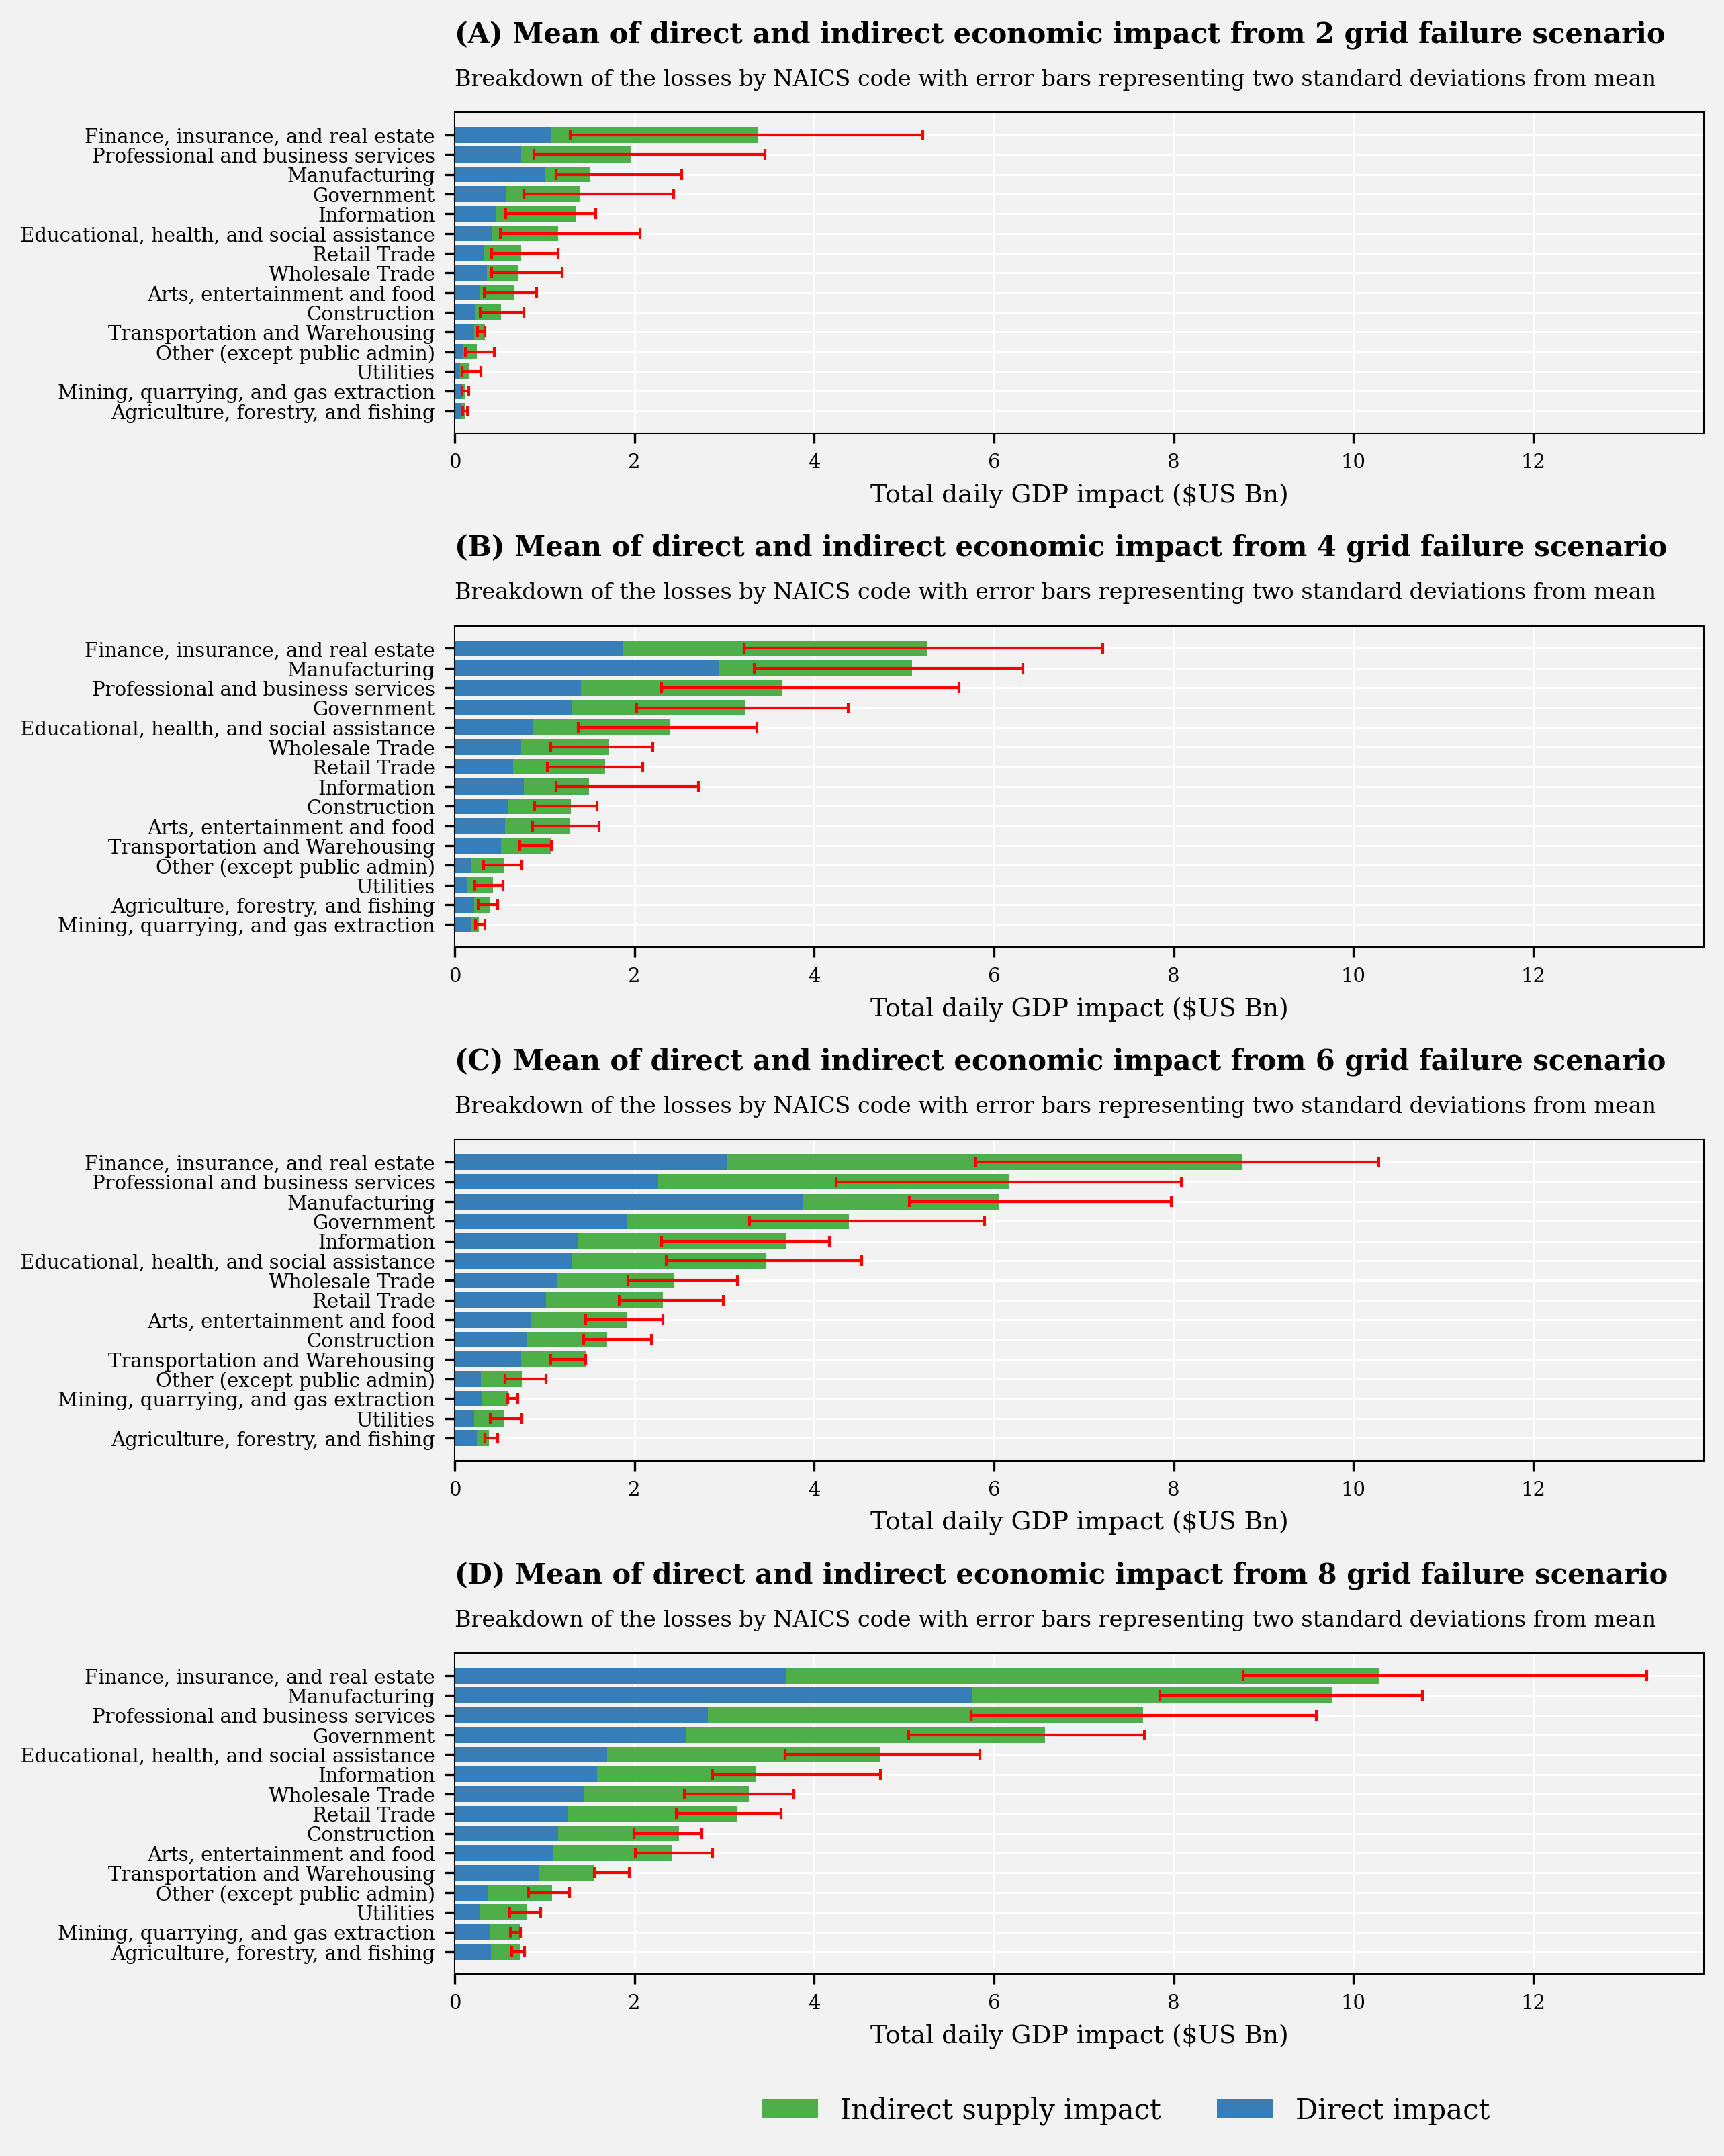 (A) Mean of direct and indirect economic impact from 2 grid failure scenario
Breakdown of the losses by NAICS code with error bars representing two standard deviations from mean
Finance, insurance, and real estate
Professional and business services
Manufacturing
Government
Information
Educational, health, and social assistance
Retail Trade
Wholesale Trade
Arts, entertainment and food
Construction
Transportation and Warehousing
Other (except public admin)
Utilities
Mining, quarrying, and gas extraction
Agriculture, forestry, and fishing
0 2 4 6 8 10 12
Total daily GDP impact ($US Bn)
(B) Mean of direct and indirect economic impact from 4 grid failure scenario
Breakdown of the losses by NAICS code with error bars representing two standard deviations from mean
Finance, insurance, and real estate
Manufacturing
Professional and business services
Government
Educational, health, and social assistance
Wholesale Trade
Retail Trade
Information
Construction
Arts, entertainment and food
Transportation and Warehousing
Other (except public admin)
Utilities
Agriculture, forestry, and fishing
Mining, quarrying, and gas extraction
0 2 4 6 8 10 12
Total daily GDP impact ($US Bn)
(C) Mean of direct and indirect economic impact from 6 grid failure scenario
Breakdown of the losses by NAICS code with error bars representing two standard deviations from mean
Finance, insurance, and real estate
Professional and business services
Manufacturing
Government
Information
Educational, health, and social assistance
Wholesale Trade
Retail Trade
Arts, entertainment and food
Construction
Transportation and Warehousing
Other (except public admin)
Mining, quarrying, and gas extraction
Utilities
Agriculture, forestry, and fishing
0 2 4 6 8 10 12
Total daily GDP impact ($US Bn)
(D) Mean of direct and indirect economic impact from 8 grid failure scenario
Breakdown of the losses by NAICS code with error bars representing two standard deviations from mean
Finance, insurance, and real estate
Manufacturing
Professional and business services
Government
Educational, health, and social assistance
Information
Wholesale Trade
Retail Trade
Construction
Arts, entertainment and food
Transportation and Warehousing
Other (except public admin)
Utilities
Mining, quarrying, and gas extraction
Agriculture, forestry, and fishing
0 2 4 6 8 10 12
Total daily GDP impact ($US Bn)
Indirect supply impact Direct impact